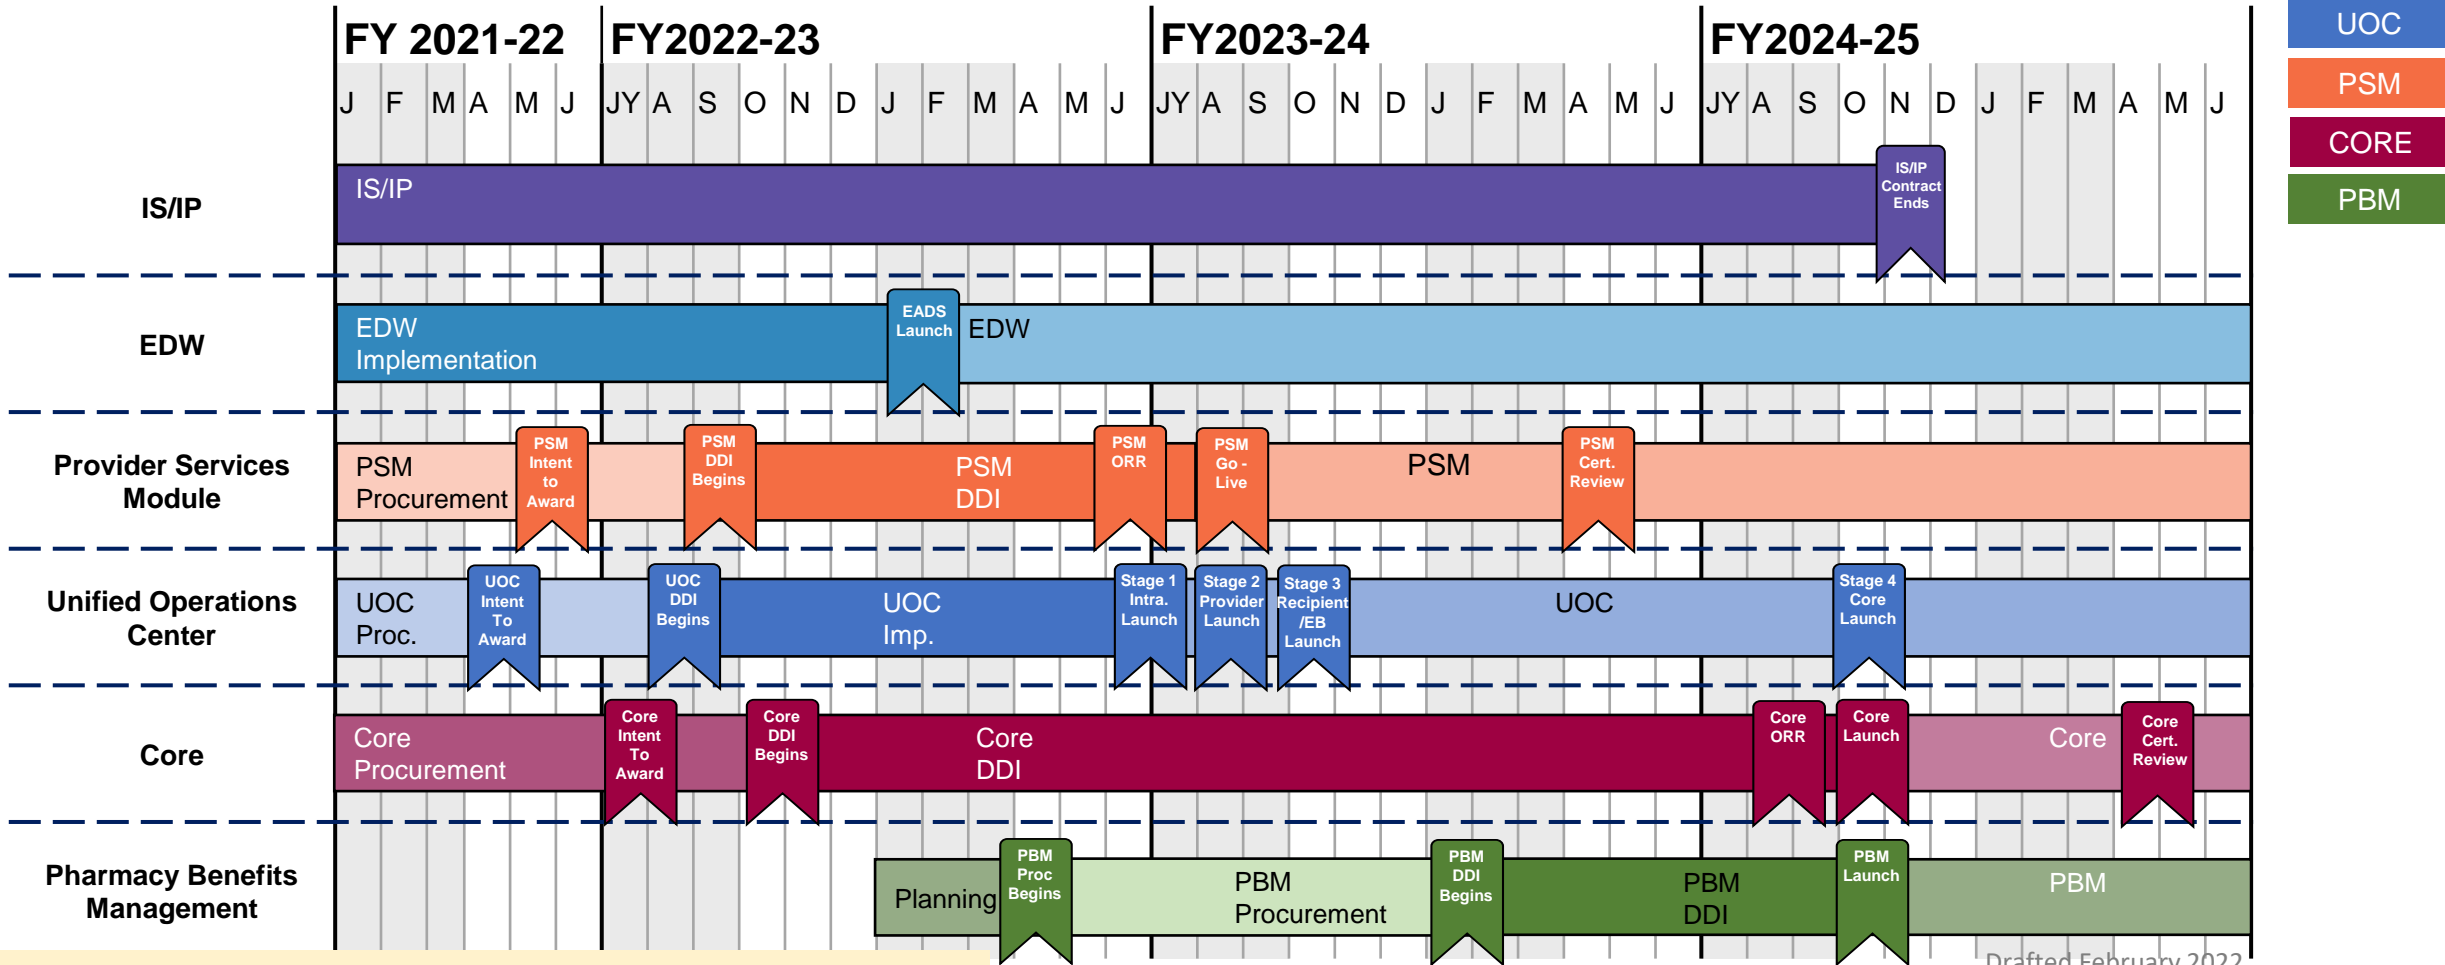 FY 2021-22 FY2022-23 FY2023-24 FY2024-25
J F M A M J JY A S O N D J F M A M J JY A S O N D J F M A M J JY A S O N D J F M A M J
UOC
PSM
CORE
PBM
IS/IP
IS/IP
IS/IP
Contract
Ends
EDW
EDW
Implementation
EADS
Launch
EDW
Provider Services
Module
PSM
Procurement
PSM
Intent
to
Award
PSM
DDI
Begins
PSM
DDI
PSM
ORR
PSM
Go -
Live
PSM
PSM
Cert.
Review
Unified Operations
Center
UOC
Proc.
UOC
Intent
To
Award
UOC
DDI
Begins
UOC
Imp.
Stage 1
Intra.
Launch
Stage 2
Provider
Launch
Stage 3
Recipient
/EB
Launch
UOC
Stage 4
Core
Launch
Core
Core
Procurement
Core
Intent
To
Award
Core
DDI
Begins
Core
DDI
Core
ORR
Core
Launch
Core
Core
Cert.
Review
Pharmacy Benefits
Management
Planning
PBM
Proc
Begins
PBM
Procurement
PBM
DDI
Begins
PBM
DDI
PBM
Launch
PBM
Drafted February 2022